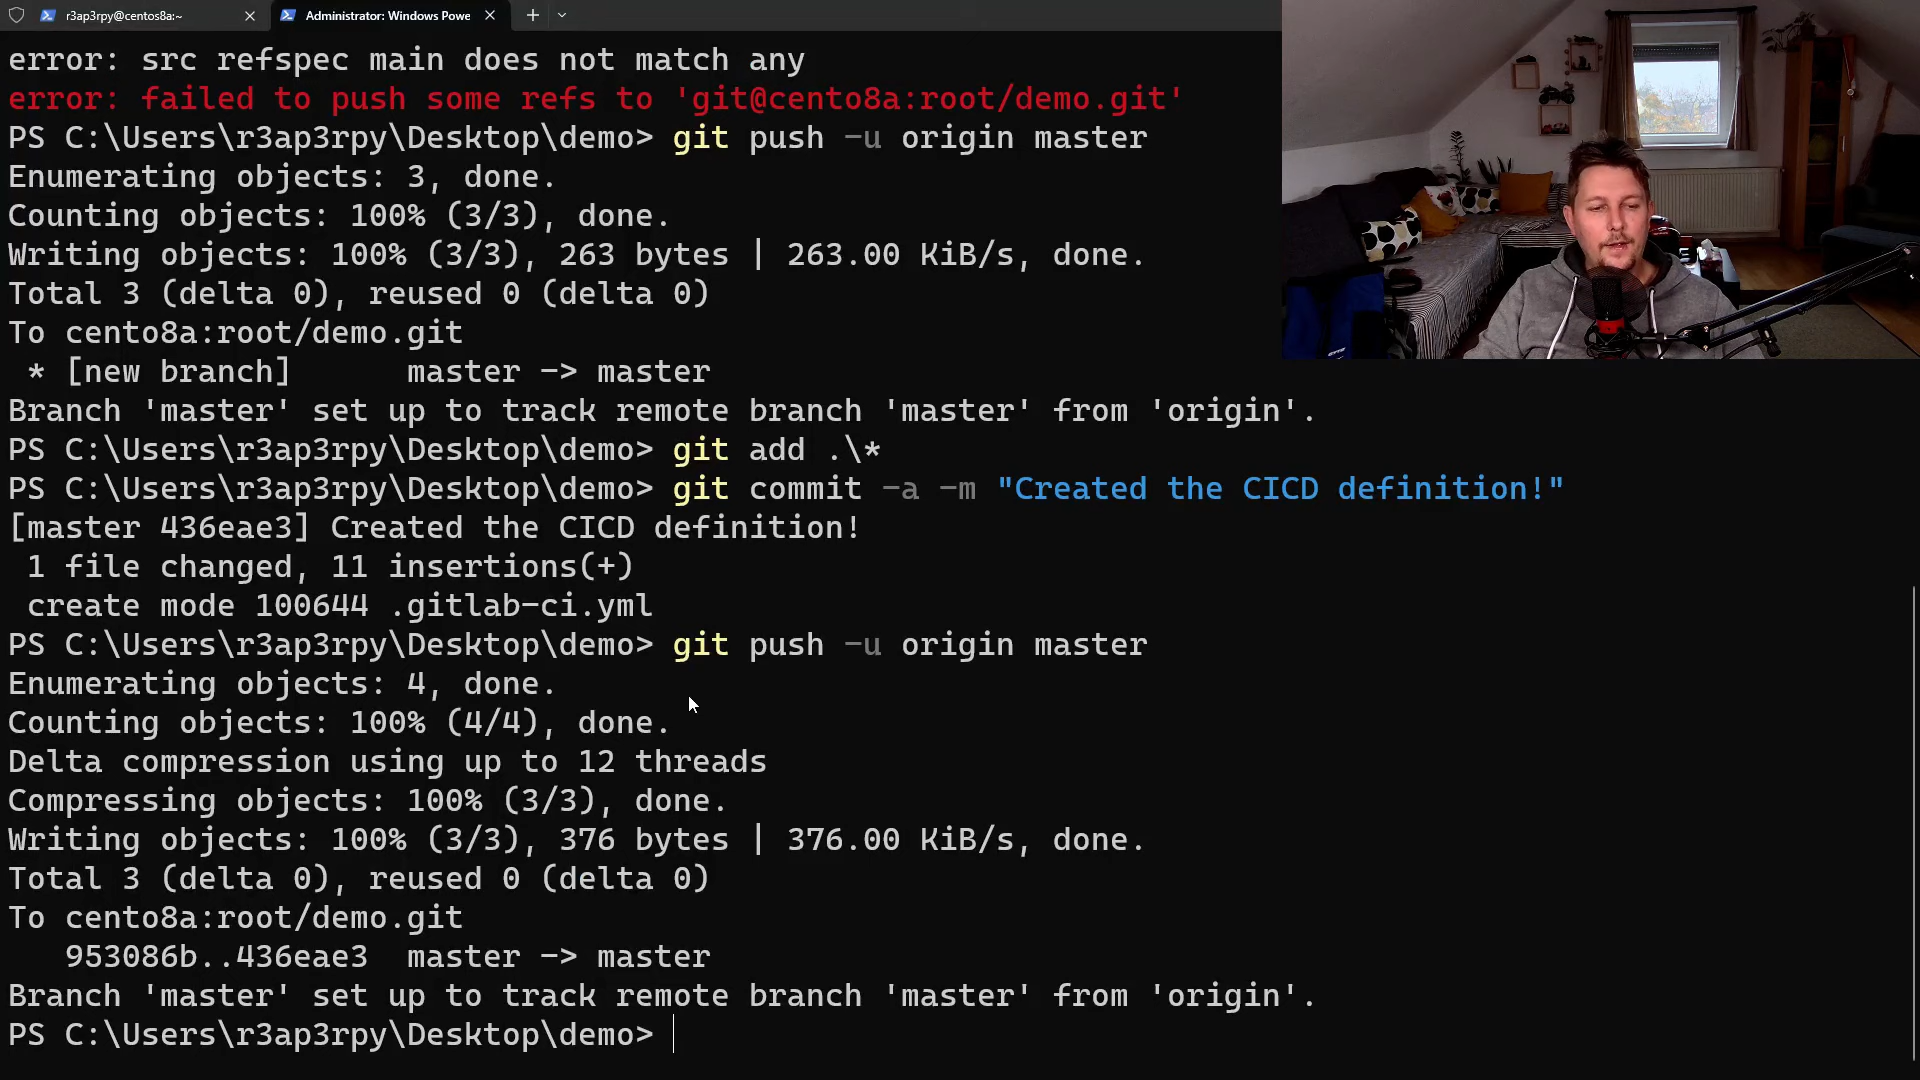 r3ap3rpy@centos8a:~
Administrator: Windows Powe
error: src refspec main does not match any
error: failed to push some refs to 'git@cento8a:root/demo.git'
PS C:\Users\r3ap3rpy\Desktop\demo> git push -u origin master
Enumerating objects: 3, done.
Counting objects: 100% (3/3), done.
Writing objects: 100% (3/3), 263 bytes | 263.00 KiB/s, done.
Total 3 (delta 0), reused 0 (delta 0)
To cento8a:root/demo.git
 * [new branch]      master -> master
Branch 'master' set up to track remote branch 'master' from 'origin'.
PS C:\Users\r3ap3rpy\Desktop\demo> git add .\*
PS C:\Users\r3ap3rpy\Desktop\demo> git commit -a -m "Created the CICD definition!"
[master 436eae3] Created the CICD definition!
 1 file changed, 11 insertions(+)
 create mode 100644 .gitlab-ci.yml
PS C:\Users\r3ap3rpy\Desktop\demo> git push -u origin master
Enumerating objects: 4, done.
Counting objects: 100% (4/4), done.
Delta compression using up to 12 threads
Compressing objects: 100% (3/3), done.
Writing objects: 100% (3/3), 376 bytes | 376.00 KiB/s, done.
Total 3 (delta 0), reused 0 (delta 0)
To cento8a:root/demo.git
   953086b..436eae3  master -> master
Branch 'master' set up to track remote branch 'master' from 'origin'.
PS C:\Users\r3ap3rpy\Desktop\demo>